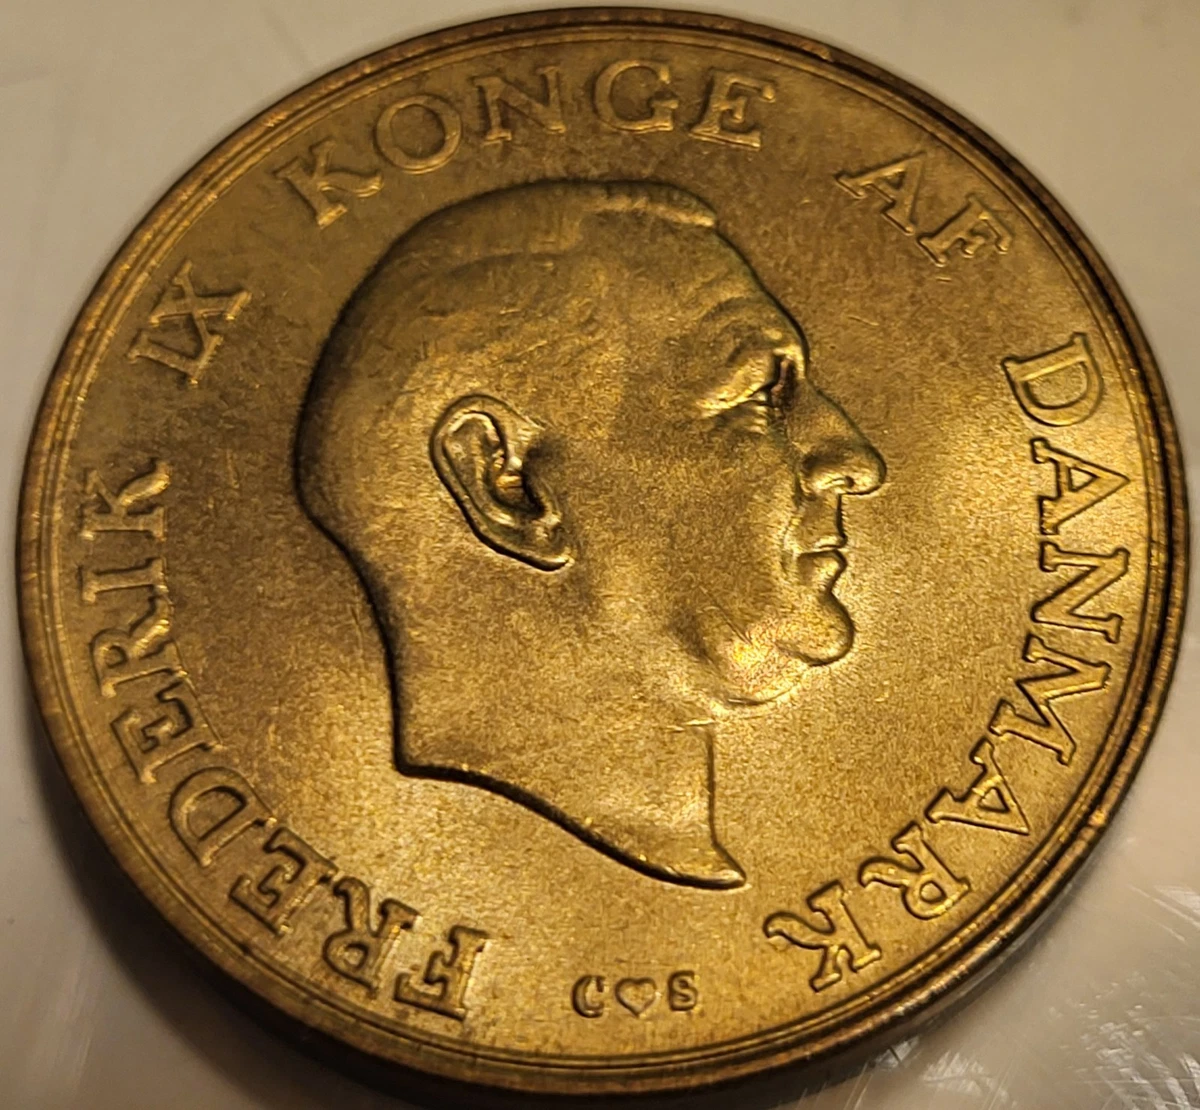 FREDERIK IX KONGE AF DANMARK
C♥S